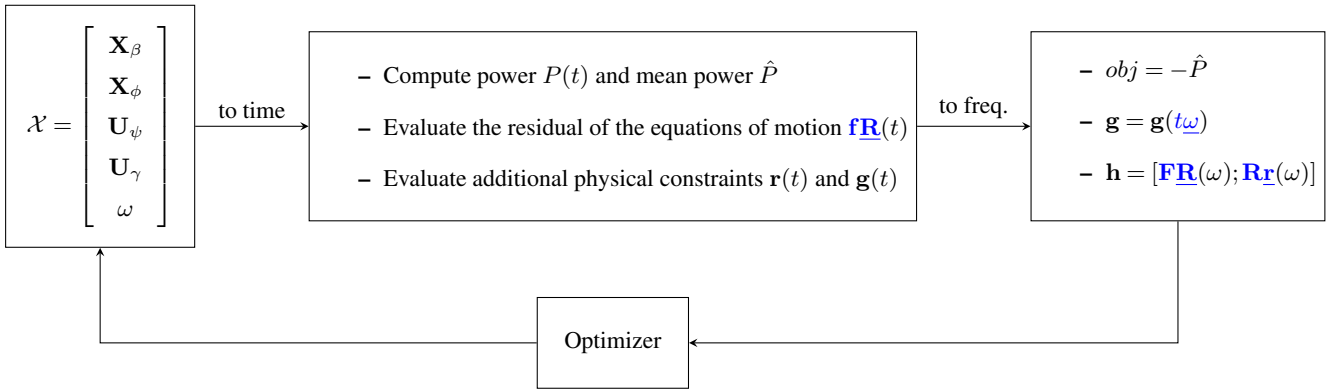 𝒳 = [ X_β
X_ϕ
U_ψ
U_γ
ω ]
to time
– Compute power P(t) and mean power P̂
– Evaluate the residual of the equations of motion fR(t)
– Evaluate additional physical constraints r(t) and g(t)
to freq.
– obj = −P̂
– g = g(tω)
– h = [FR(ω); Rr(ω)]
Optimizer